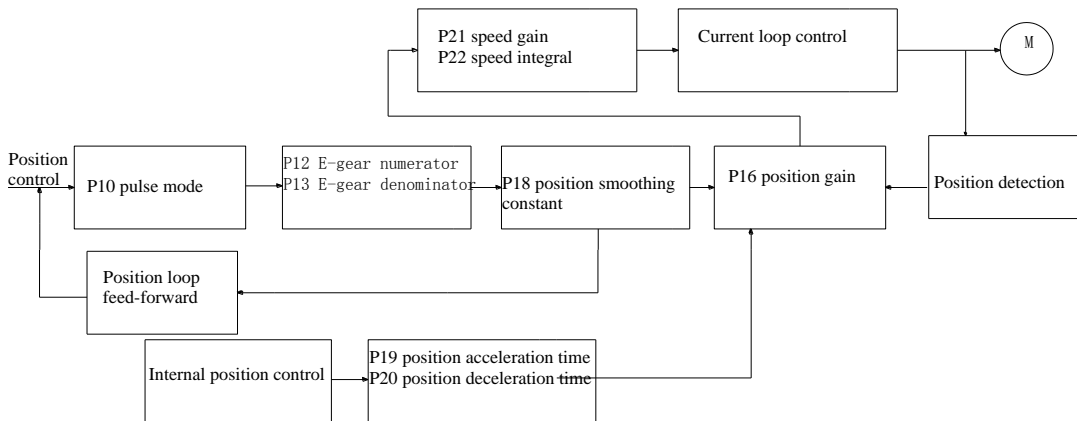 P21 speed gain
P22 speed integral
Current loop control
M
Position
control
P10 pulse mode
P12 E-gear numerator
P13 E-gear denominator
P18 position smoothing
constant
P16 position gain
Position detection
Position loop
feed-forward
Internal position control
P19 position acceleration time
P20 position deceleration time